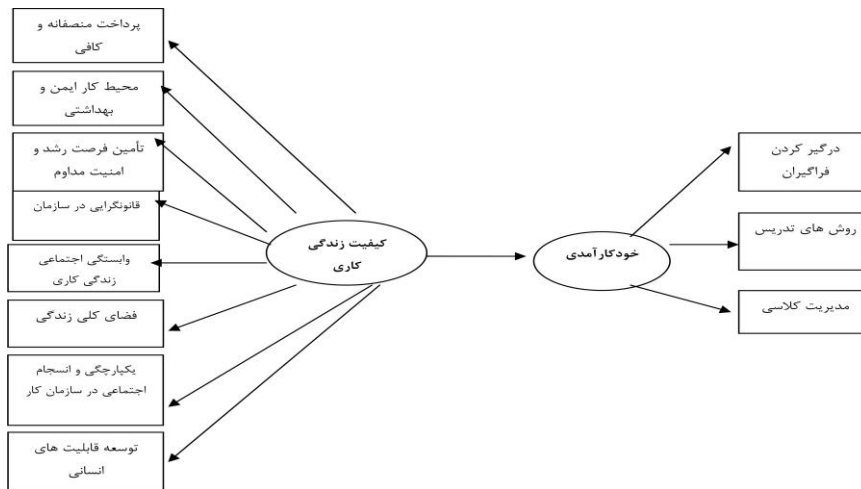 پرداخت منصفانه و
کافی
محیط کار ایمن و
بهداشتی
تأمین فرصت رشد و
امنیت مداوم
قانونگرایی در سازمان
وابستگی اجتماعی
زندگی کاری
فضای کلی زندگی
یکپارچگی و انسجام
اجتماعی در سازمان کار
توسعه قابلیت های
انسانی
کیفیت زندگی
کاری
خودکارآمدی
درگیر کردن
فراگیران
روش های تدریس
مدیریت کلاسی